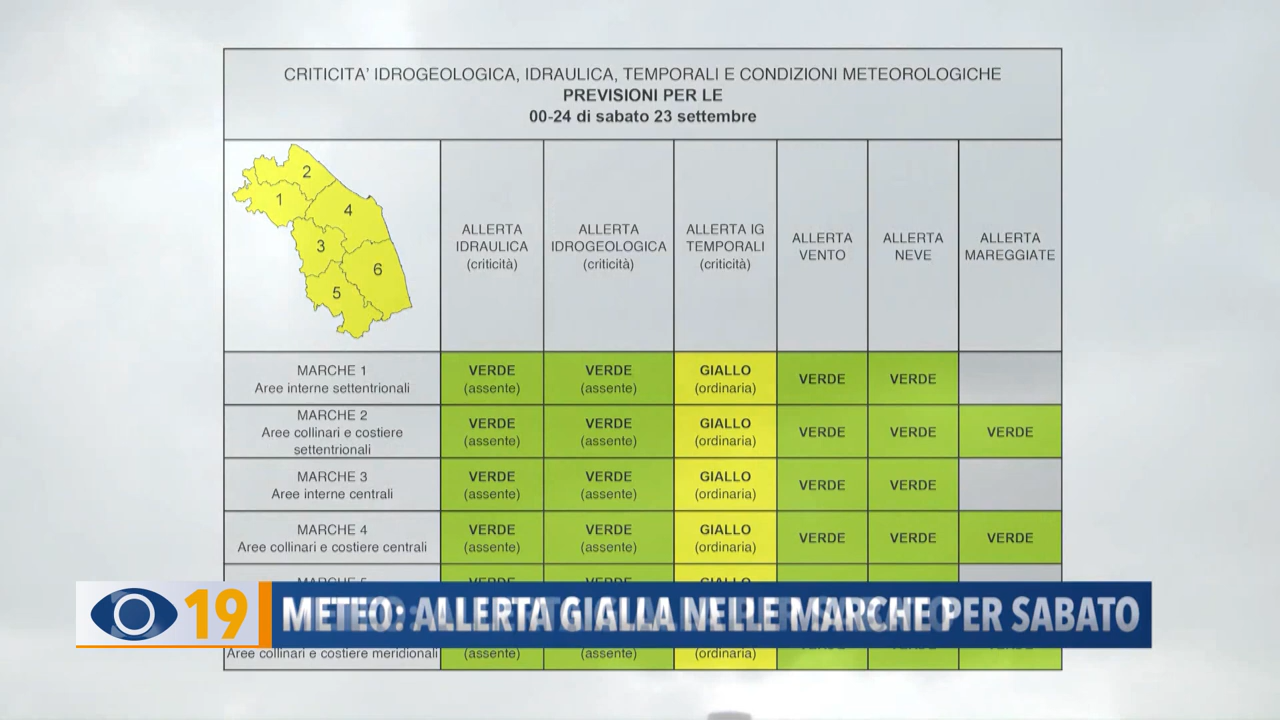 CRITICITA' IDROGEOLOGICA, IDRAULICA, TEMPORALI E CONDIZIONI METEOROLOGICHE
PREVISIONI PER LE
00-24 di sabato 23 settembre
2
1
4
3
6
5
ALLERTA
IDRAULICA
(criticità)
ALLERTA
IDROGEOLOGICA
(criticità)
ALLERTA IG
TEMPORALI
(criticità)
ALLERTA
VENTO
ALLERTA
NEVE
ALLERTA
MAREGGIATE
MARCHE 1
Aree interne settentrionali
VERDE
(assente)
VERDE
(assente)
GIALLO
(ordinaria)
VERDE
VERDE
MARCHE 2
Aree collinari e costiere
settentrionali
VERDE
(assente)
VERDE
(assente)
GIALLO
(ordinaria)
VERDE
VERDE
VERDE
MARCHE 3
Aree interne centrali
VERDE
(assente)
VERDE
(assente)
GIALLO
(ordinaria)
VERDE
VERDE
MARCHE 4
Aree collinari e costiere centrali
VERDE
(assente)
VERDE
(assente)
GIALLO
(ordinaria)
VERDE
VERDE
VERDE
MARCHE 5
VERDE
VERDE
GIALLO
19
METEO: ALLERTA GIALLA NELLE MARCHE PER SABATO
Aree collinari e costiere meridionali
(assente)
(assente)
(ordinaria)